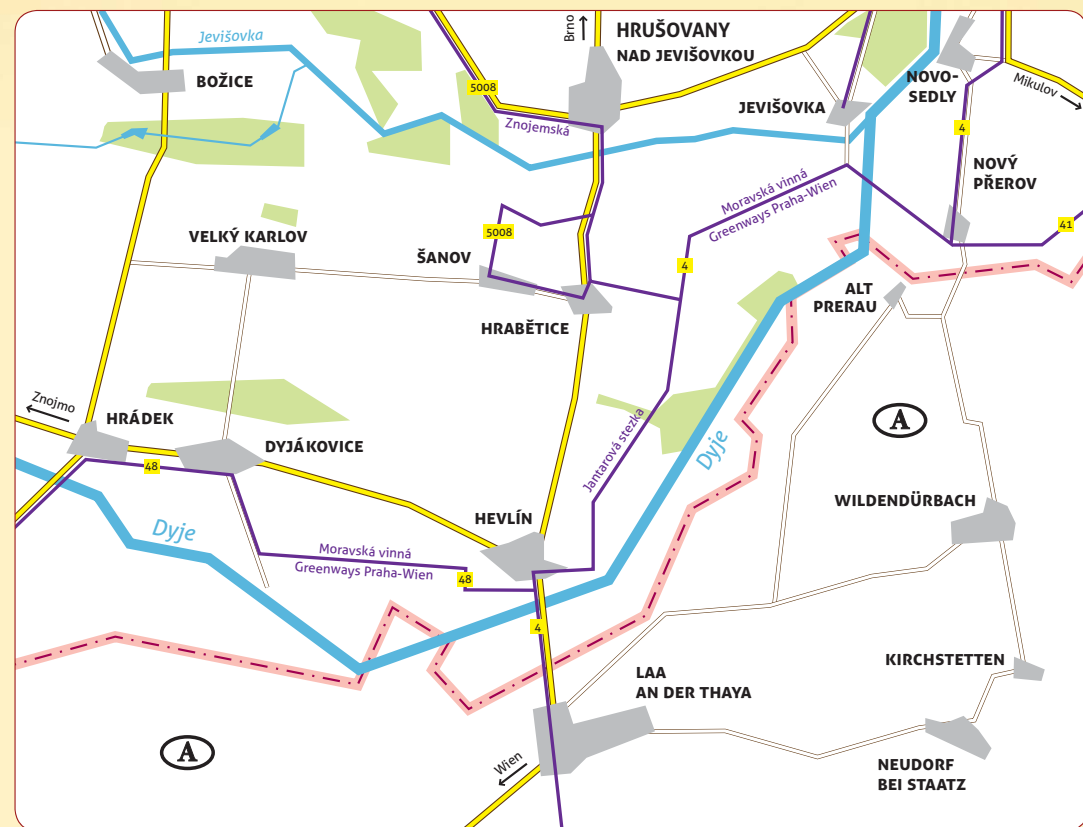 Jevišovka
BOŽICE
5008
Znojemská
Brno
HRUŠOVANY
NAD JEVIŠOVKOU
JEVIŠOVKA
NOVO-
SEDLY
Mikulov
4
NOVÝ
PŘEROV
Moravská vinná
Greenways Praha-Wien
41
VELKÝ KARLOV
ŠANOV
5008
4
HRABĚTICE
ALT
PRERAU
Znojmo
HRÁDEK
48
DYJÁKOVICE
Jantarová stezka
Dyje
A
HEVLÍN
WILDENDÜRBACH
Dyje
Moravská vinná
Greenways Praha-Wien
48
4
KIRCHSTETTEN
LAA
AN DER THAYA
A
Wien
NEUDORF
BEI STAATZ